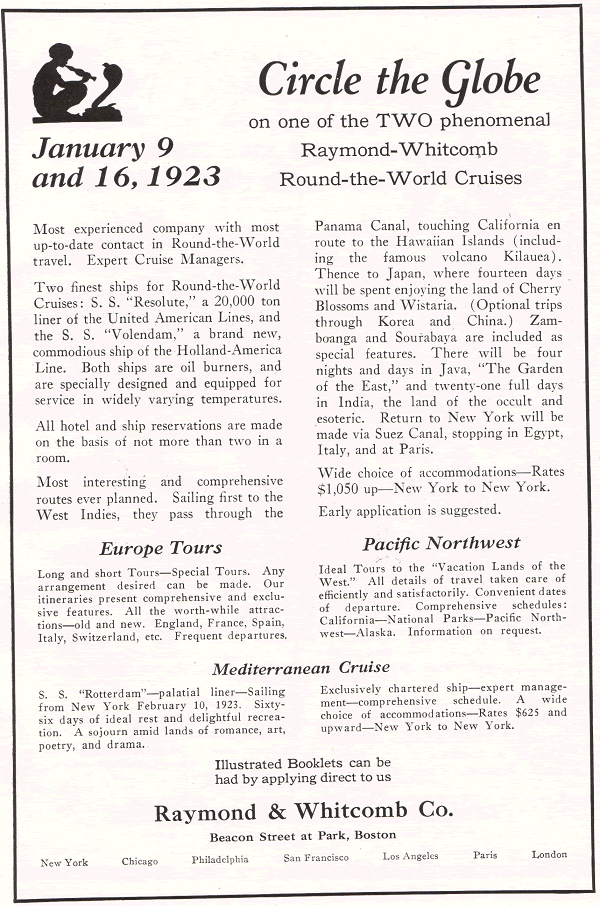 Circle the Globe
on one of the TWO phenomenal
Raymond-Whitcomb
Round-the-World Cruises
January 9
and 16, 1923
Most experienced company with most
up-to-date contact in Round-the-World
travel. Expert Cruise Managers.
Two finest ships for Round-the-World
Cruises: S. S. “Resolute,” a 20,000 ton
liner of the United American Lines, and
the S. S. “Volendam,” a brand new,
commodious ship of the Holland-America
Line. Both ships are oil burners, and
are specially designed and equipped for
service in widely varying temperatures.
All hotel and ship reservations are made
on the basis of not more than two in a
room.
Most interesting and comprehensive
routes ever planned. Sailing first to the
West Indies, they pass through the
Panama Canal, touching California en
route to the Hawaiian Islands (includ-
ing the famous volcano Kilauea).
Thence to Japan, where fourteen days
will be spent enjoying the land of Cherry
Blossoms and Wistaria. (Optional trips
through Korea and China.) Zam-
boanga and Sourabaya are included as
special features. There will be four
nights and days in Java, “The Garden
of the East,” and twenty-one full days
in India, the land of the occult and
esoteric. Return to New York will be
made via Suez Canal, stopping in Egypt,
Italy, and at Paris.
Wide choice of accommodations—Rates
$1,050 up—New York to New York.
Early application is suggested.
Europe Tours
Long and short Tours—Special Tours. Any
arrangement desired can be made. Our
itineraries present comprehensive and exclu-
sive features. All the worth-while attrac-
tions—old and new. England, France, Spain,
Italy, Switzerland, etc. Frequent departures.
Pacific Northwest
Ideal Tours to the “Vacation Lands of the
West.” All details of travel taken care of
efficiently and satisfactorily. Convenient dates
of departure. Comprehensive schedules:
California—National Parks—Pacific North-
west—Alaska. Information on request.
Mediterranean Cruise
S. S. “Rotterdam”—palatial liner—Sailing
from New York February 10, 1923. Sixty-
six days of ideal rest and delightful recrea-
tion. A sojourn amid lands of romance, art,
poetry, and drama.
Exclusively chartered ship—expert manage-
ment—comprehensive schedule. A wide
choice of accommodations—Rates $625 and
upward—New York to New York.
Illustrated Booklets can be
had by applying direct to us
Raymond & Whitcomb Co.
Beacon Street at Park, Boston
New York Chicago Philadelphia San Francisco Los Angeles Paris London